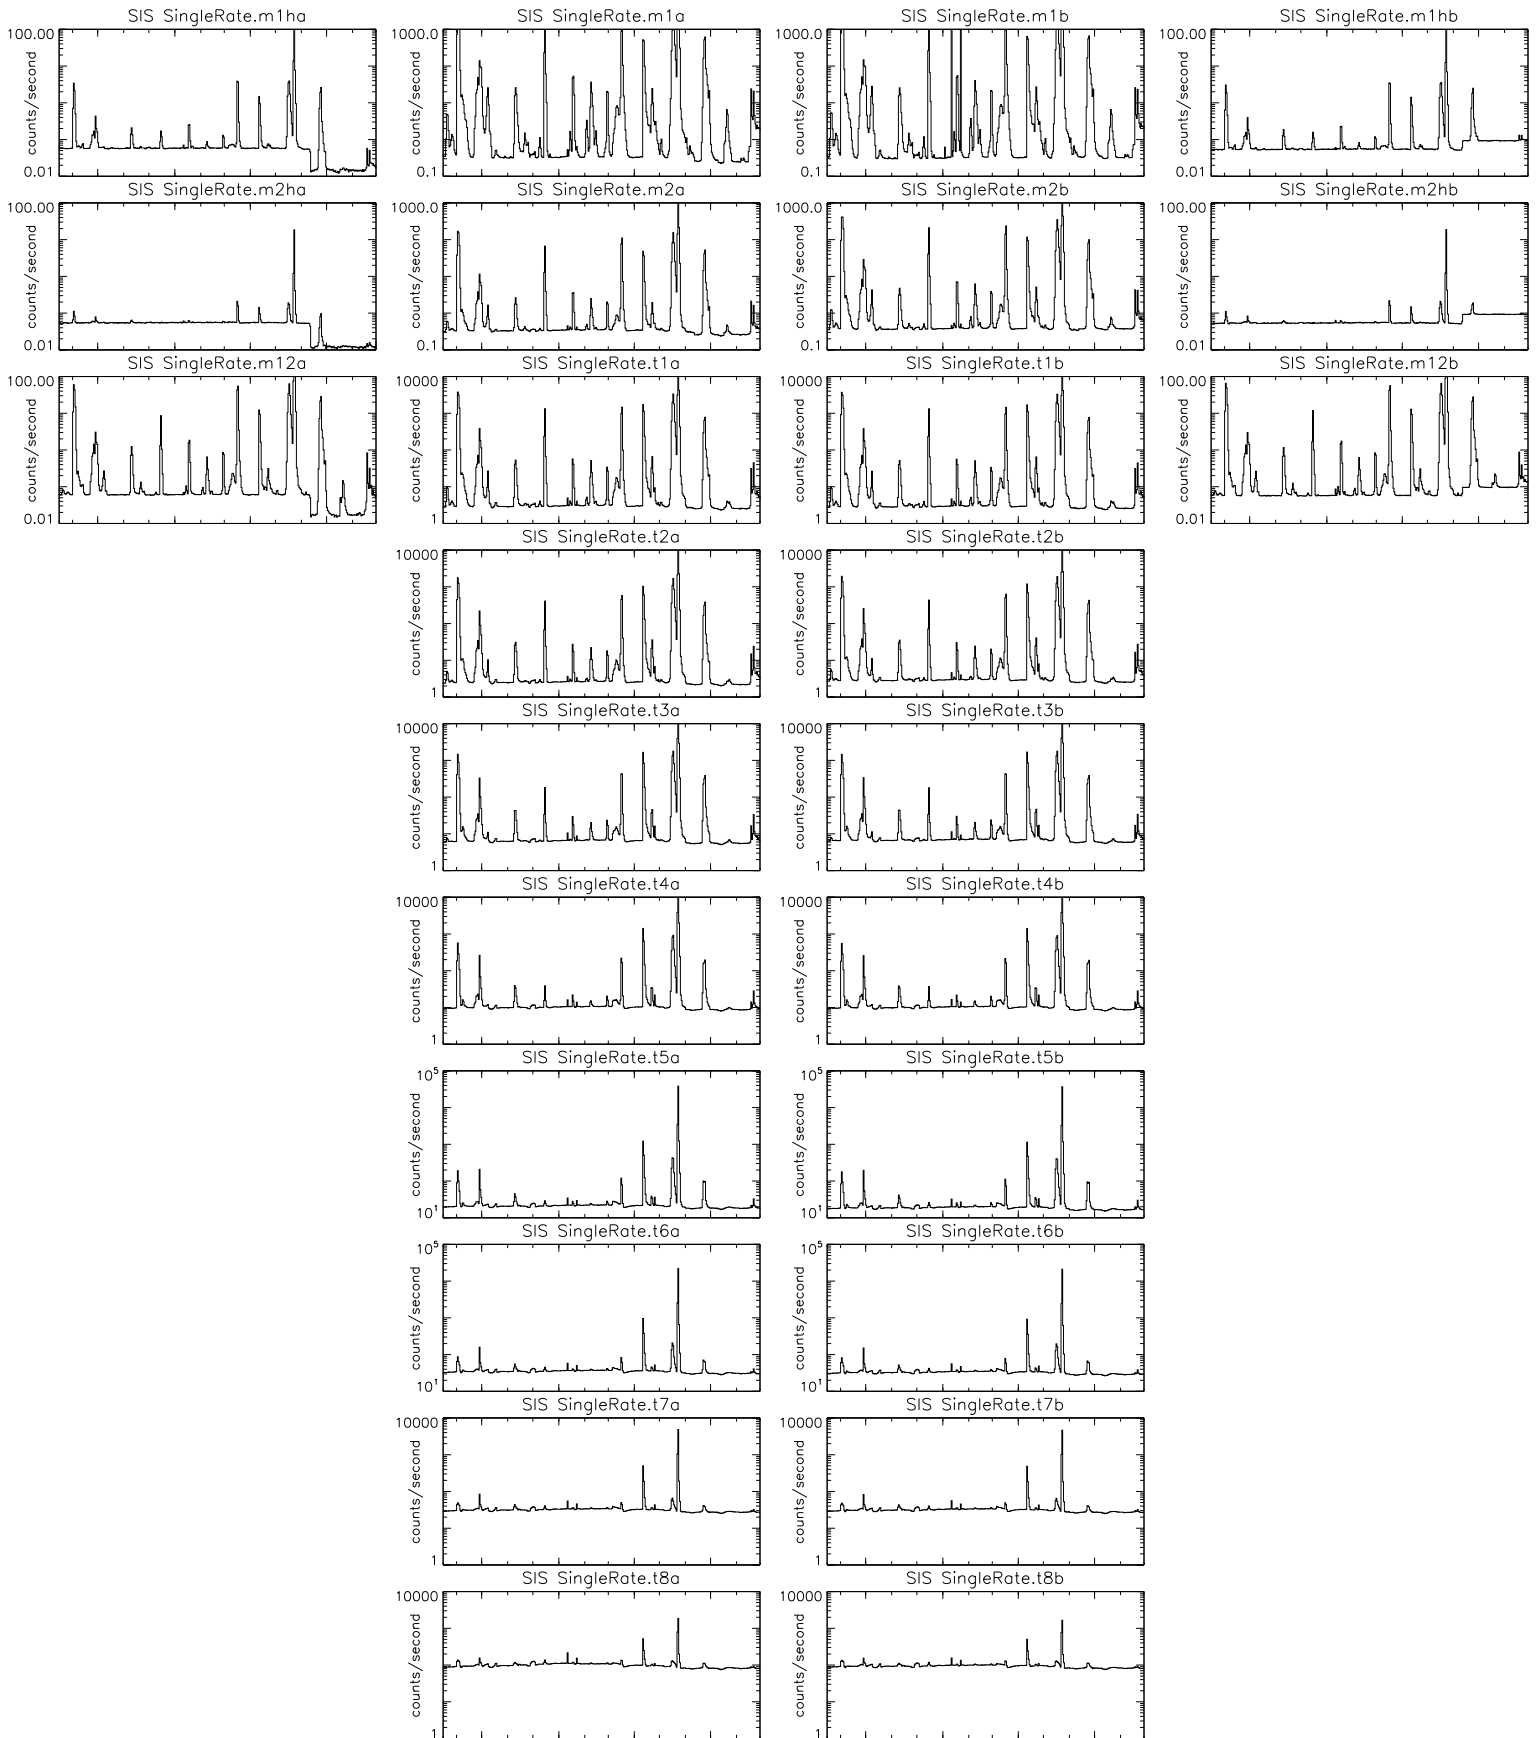 SIS SingleRate.m1ha
SIS SingleRate.m1a
SIS SingleRate.m1b
SIS SingleRate.m1hb
100.00
counts/second
0.01
1000.0
counts/second
0.1
1000.0
counts/second
0.1
100.00
counts/second
0.01
SIS SingleRate.m2ha
SIS SingleRate.m2a
SIS SingleRate.m2b
SIS SingleRate.m2hb
100.00
counts/second
0.01
1000.0
counts/second
0.1
1000.0
counts/second
0.1
100.00
counts/second
0.01
SIS SingleRate.m12a
SIS SingleRate.t1a
SIS SingleRate.t1b
SIS SingleRate.m12b
100.00
counts/second
0.01
10000
counts/second
1
10000
counts/second
1
100.00
counts/second
0.01
SIS SingleRate.t2a
SIS SingleRate.t2b
10000
counts/second
1
10000
counts/second
1
SIS SingleRate.t3a
SIS SingleRate.t3b
10000
counts/second
1
10000
counts/second
1
SIS SingleRate.t4a
SIS SingleRate.t4b
10000
counts/second
1
10000
counts/second
1
SIS SingleRate.t5a
SIS SingleRate.t5b
10⁵
counts/second
10¹
10⁵
counts/second
10¹
SIS SingleRate.t6a
SIS SingleRate.t6b
10⁵
counts/second
10¹
10⁵
counts/second
10¹
SIS SingleRate.t7a
SIS SingleRate.t7b
10000
counts/second
1
10000
counts/second
1
SIS SingleRate.t8a
SIS SingleRate.t8b
10000
counts/second
1
10000
counts/second
1